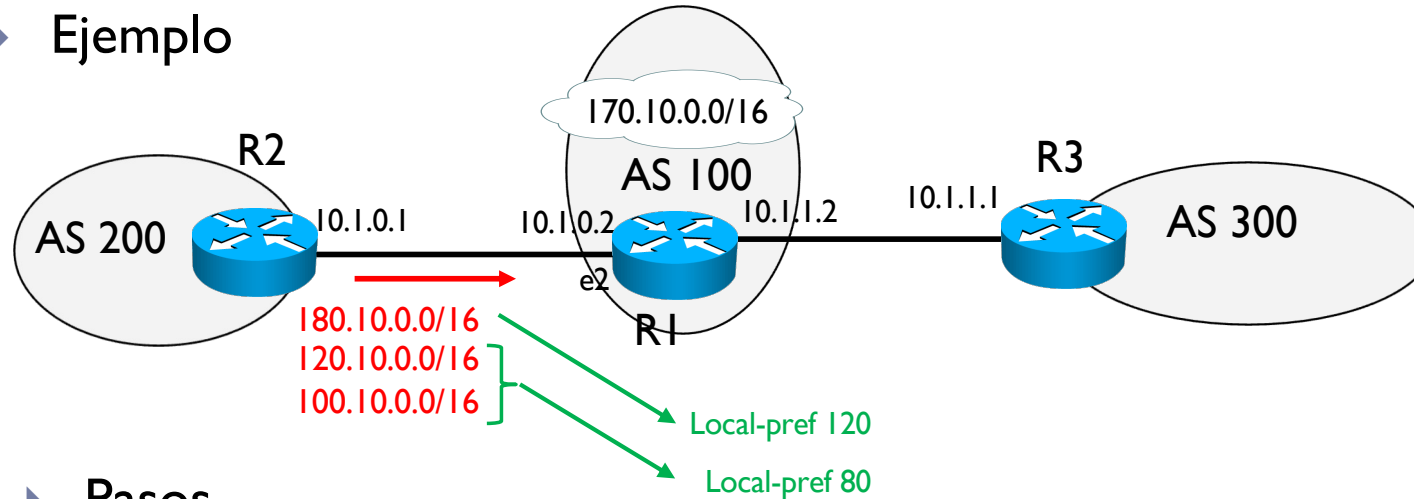 Ejemplo
170.10.0.0/16
R2
AS 100
R3
10.1.0.1
10.1.0.2
10.1.1.2
10.1.1.1
AS 200
AS 300
e2
R1
180.10.0.0/16
120.10.0.0/16
100.10.0.0/16
Local-pref 120
Local-pref 80
Pasos